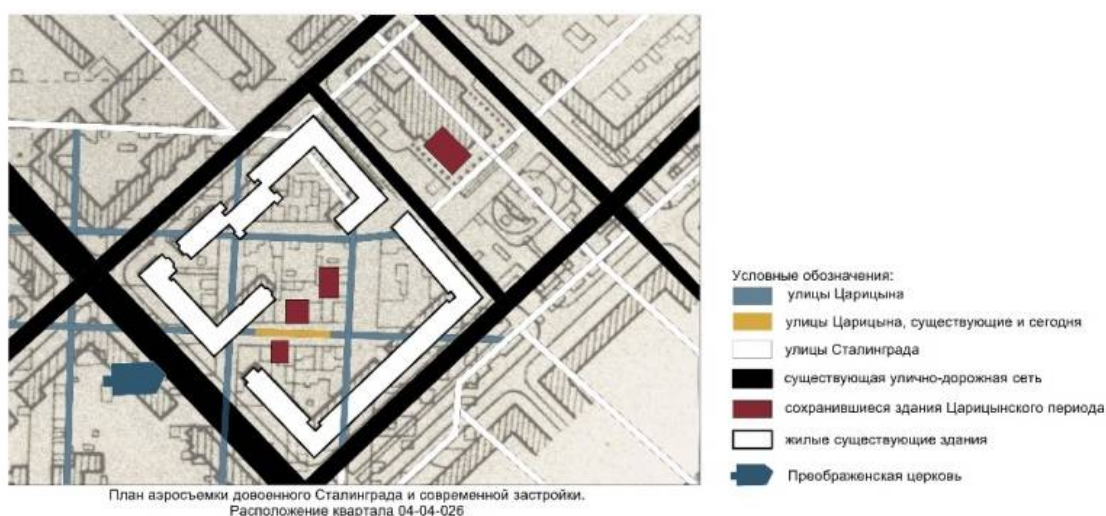 Условные обозначения:
улицы Царицына
улицы Царицына, существующие и сегодня
улицы Сталинграда
существующая улично-дорожная сеть
сохранившиеся здания Царицынского периода
жилые существующие здания
Преображенская церковь
План аэросъемки довоенного Сталинграда и современной застройки.
Расположение квартала 04-04-026